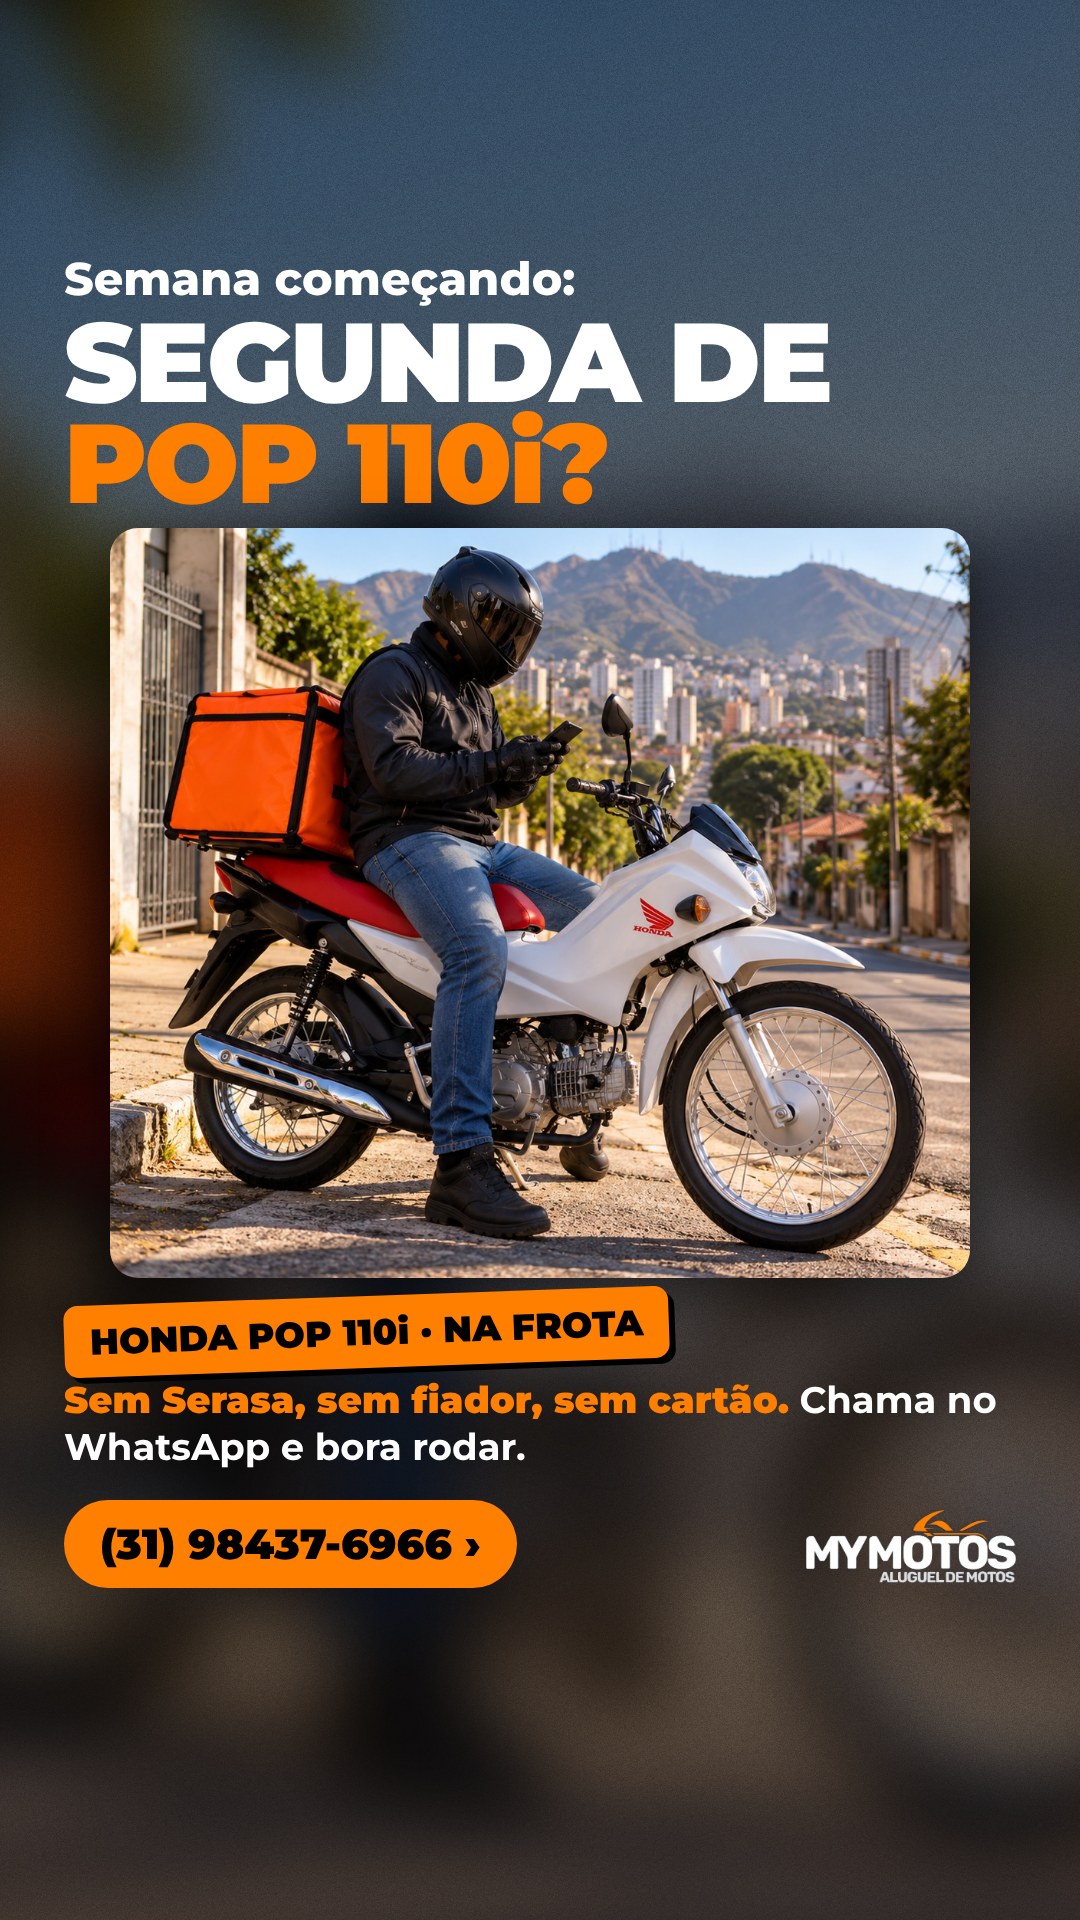 Semana começando:
SEGUNDA DE
POP 110i?
HONDA
HONDA POP 110i • NA FROTA
Sem Serasa, sem fiador, sem cartão. Chama no
WhatsApp e bora rodar.
(31) 98437-6966 ›
MYMOTOS
ALUGUEL DE MOTOS